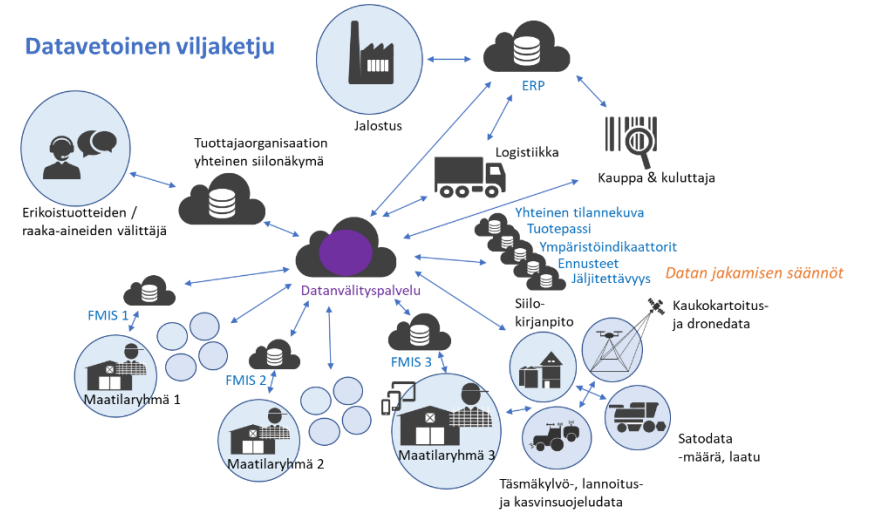 Datavetoinen viljaketju
ERP
Jalostus
Tuottajaorganisaation
yhteinen siilonäkymä
Logistiikka
Kauppa & kuluttaja
Erikoistuotteiden /
raaka-aineiden välittäjä
Yhteinen tilannekuva
Tuotepassi
Ympäristöindikaattorit
Ennusteet
Jäljitettävyys
Datan jakamisen säännöt
Datanvälityspalvelu
FMIS 1
Siilo-
kirjanpito
Kaukokartoitus-
ja dronedata
FMIS 2
FMIS 3
Maatilaryhmä 1
Maatilaryhmä 2
Maatilaryhmä 3
Satodata
-määrä, laatu
Täsmäkylvö-, lannoitus-
ja kasvinsuojeludata